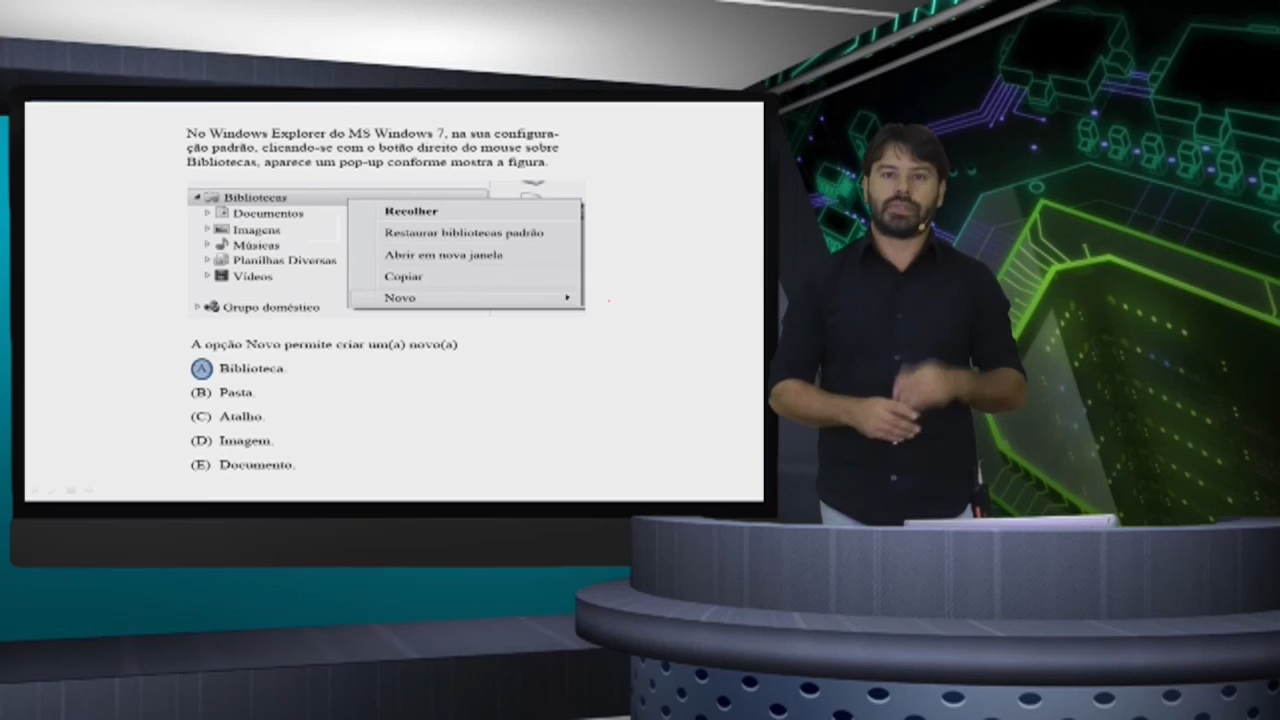 No Windows Explorer do MS Windows 7, na sua configura-
ção padrão, clicando-se com o botão direito do mouse sobre
Bibliotecas, aparece um pop-up conforme mostra a figura.
Bibliotecas
Documentos
Imagens
Músicas
Planilhas Diversas
Vídeos
Grupo doméstico
Recolher
Restaurar bibliotecas padrão
Abrir em nova janela
Copiar
Novo
A opção Novo permite criar um(a) novo(a)
A Biblioteca.
(B) Pasta.
(C) Atalho.
(D) Imagem.
(E) Documento.